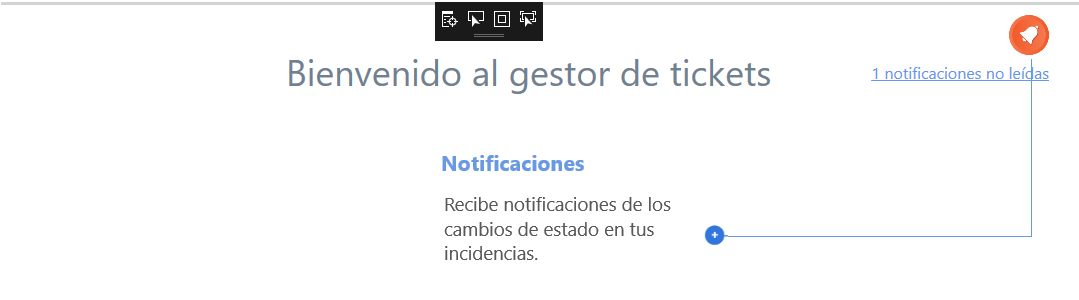 Bienvenido al gestor de tickets
1 notificaciones no leídas
Notificaciones
Recibe notificaciones de los
cambios de estado en tus
incidencias.